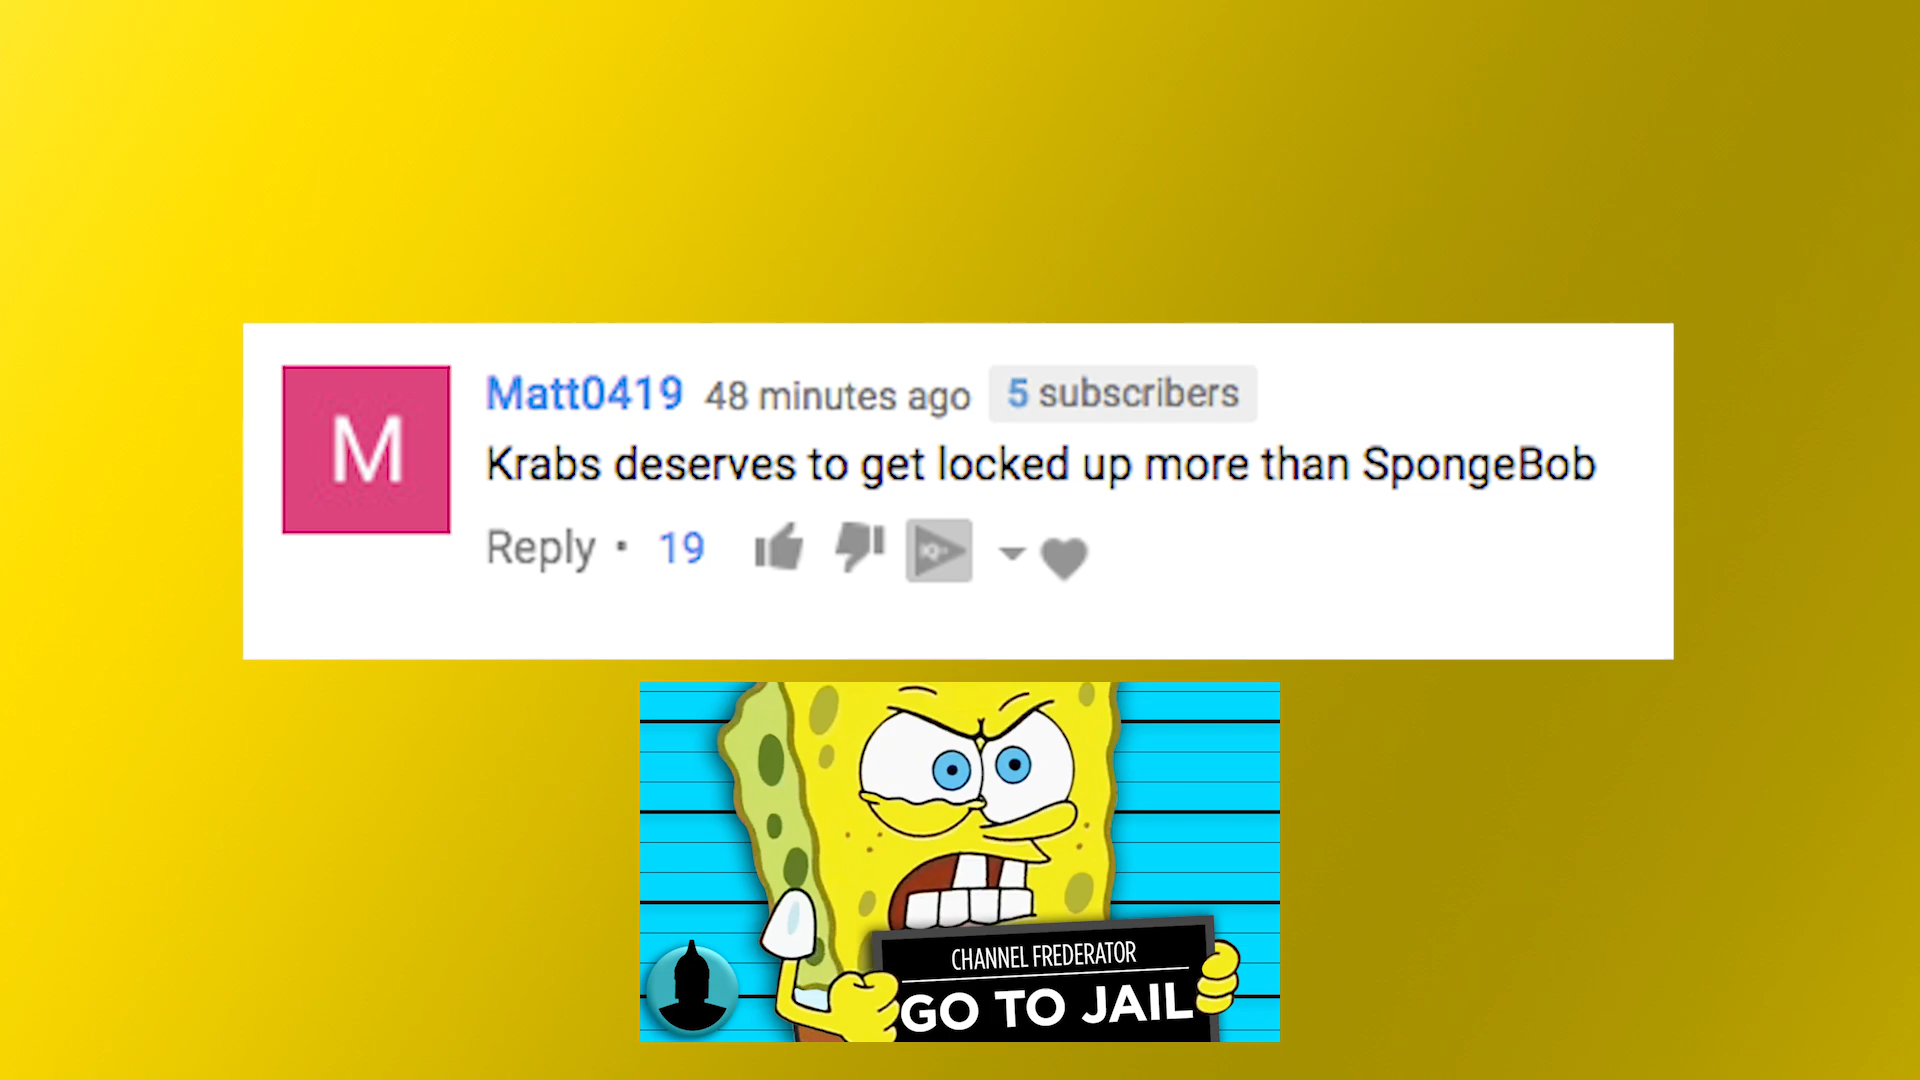 M
Matt0419 48 minutes ago 5 subscribers
Krabs deserves to get locked up more than SpongeBob
Reply • 19
CHANNEL FREDERATOR
GO TO JAIL